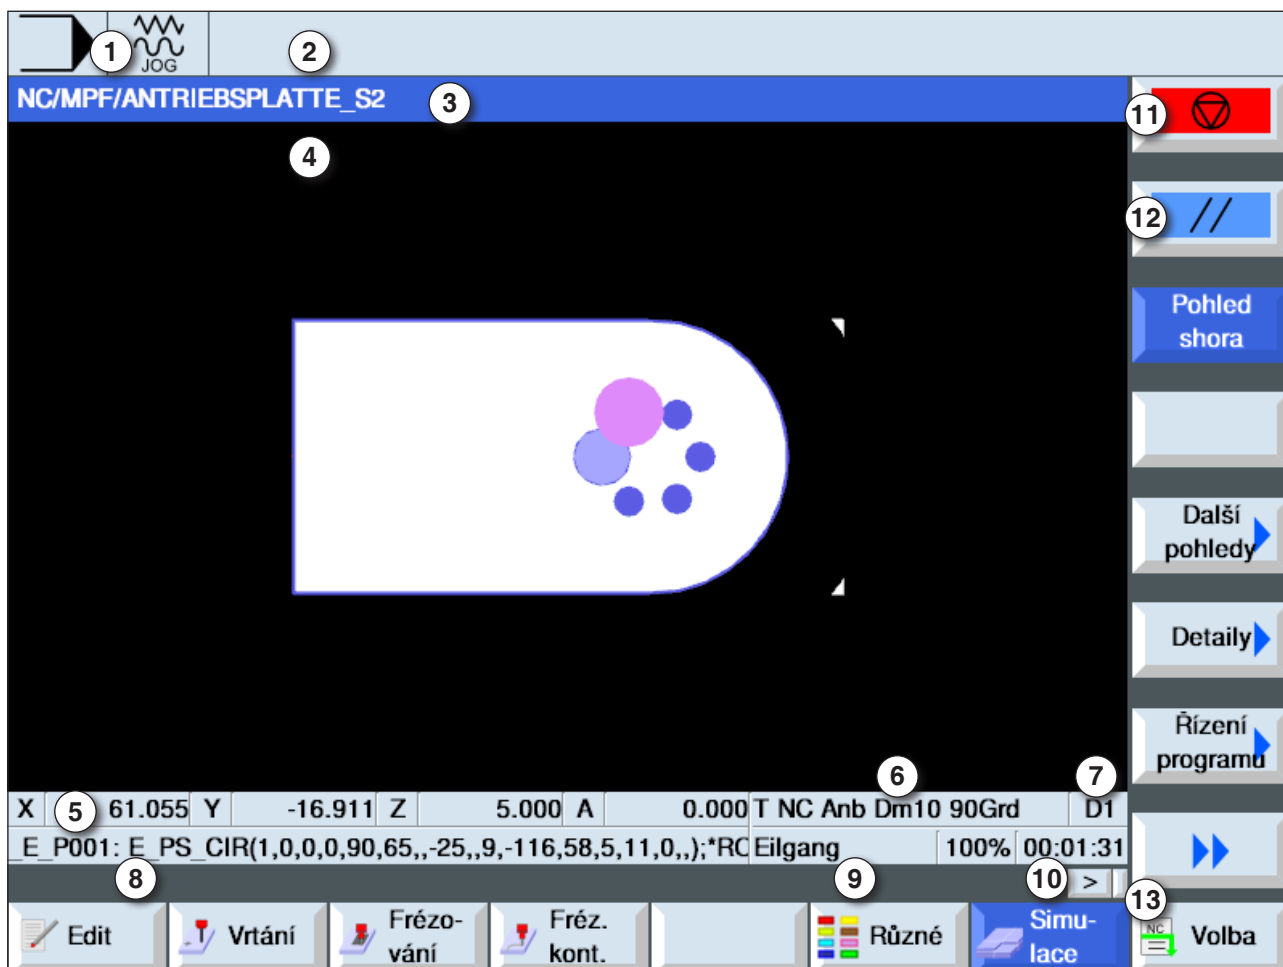 1
JOG
2
NC/MPF/ANTRIEBSPLATTE_S2
3
4
11
12
Pohled
shora
Další
pohledy
Detaily
Řízení
programu
6
7
X 5 61.055 Y -16.911 Z 5.000 A 0.000 T NC Anb Dm10 90Grd D1
_E_P001: E_PS_CIR(1,0,0,0,90,65,,-25,,9,-116,58,5,11,0,,);*RO Eilgang 100% 00:01:31
8
9
10
>
13
Edit
Vrtání
Frézo-
vání
Fréz.
kont.
Různé
Simu-
lace
NC
Volba